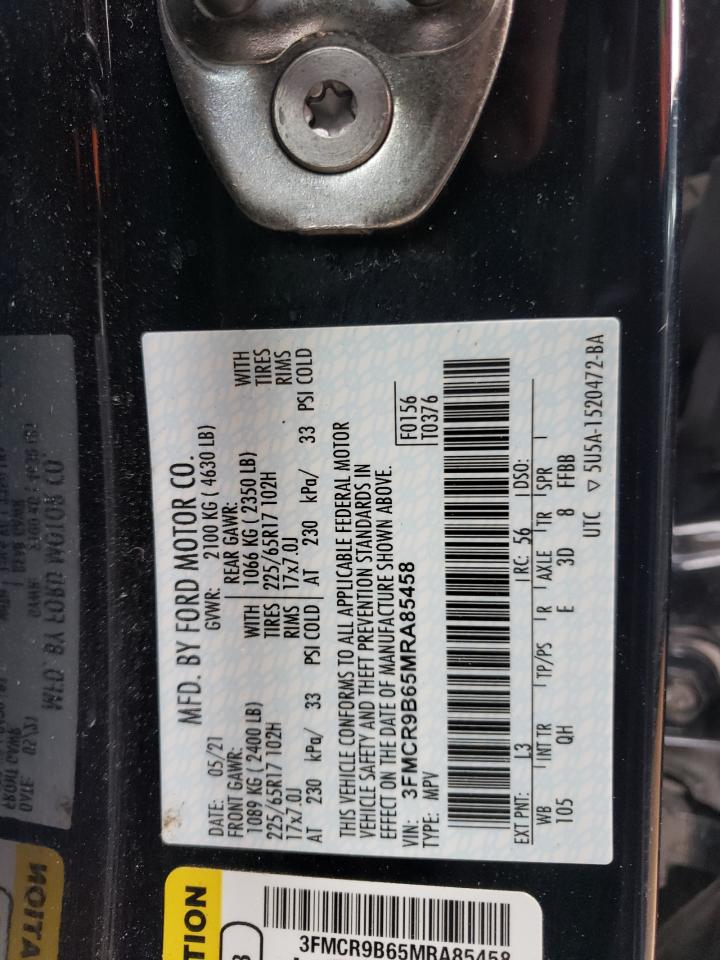 MFD. BY FORD MOTOR CO.
DATE: 05/21 GVWR: 2100 KG ( 4630 LB)
FRONT GAWR: REAR GAWR:
1089 KG ( 2400 LB) WITH 1066 KG ( 2350 LB) WITH
225/65R17 102H TIRES 225/65R17 102H TIRES
17x7.0J RIMS 17x7.0J RIMS
AT 230 kPa/ 33 PSI COLD AT 230 kPa/ 33 PSI COLD
THIS VEHICLE CONFORMS TO ALL APPLICABLE FEDERAL MOTOR
VEHICLE SAFETY AND THEFT PREVENTION STANDARDS IN
EFFECT ON THE DATE OF MANUFACTURE SHOWN ABOVE.
VIN: 3FMCR9B65MRA85458 F0156
TYPE: MPV T0376
EXT PNT: L3 RC: 56 DSO:
WB INT TR TP/PS R AXLE TR SPR
105 QH E 3D 8 FFBB
UTC ▽ 5U5A-1520472-BA
TION
3FMCR9B65MRA85458